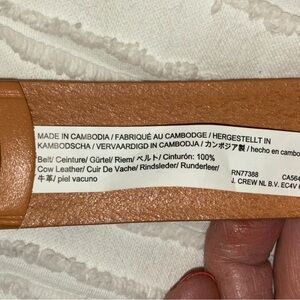 MADE IN CAMBODIA / FABRIQUÉ AU CAMBODGE / HERGESTELLT IN
KAMBODSCHA / VERVAARDIGD IN CAMBODJA / カンボジア製 / hecho en cambo
Belt/ Ceinture/ Gürtel/ Riem/ ベルト/ Cinturón: 100%
Cow Leather/ Cuir De Vache/ Rindsleder/ Runderleer/
牛革/ piel vacuno
RN77388 CA564
J. CREW NL B.V. EC4V